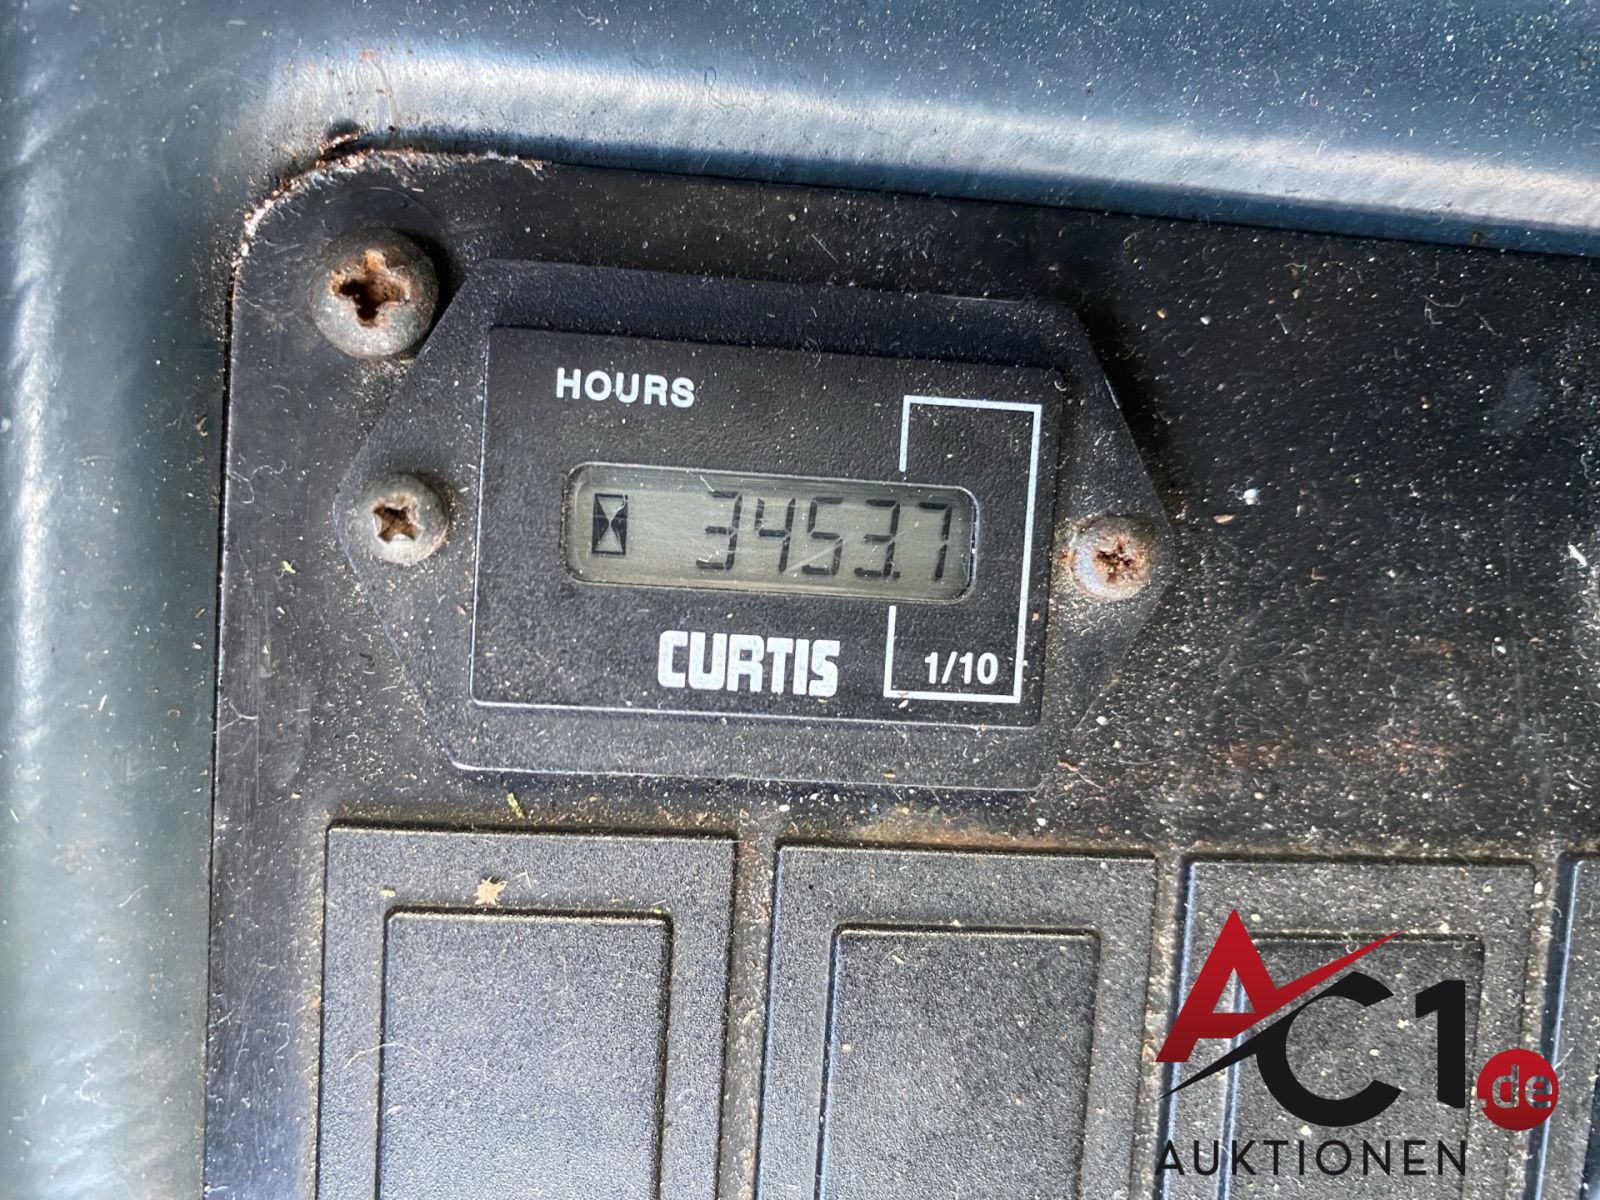 HOURS
3453.7
CURTIS
1/10
AC1.de
AUKTIONEN